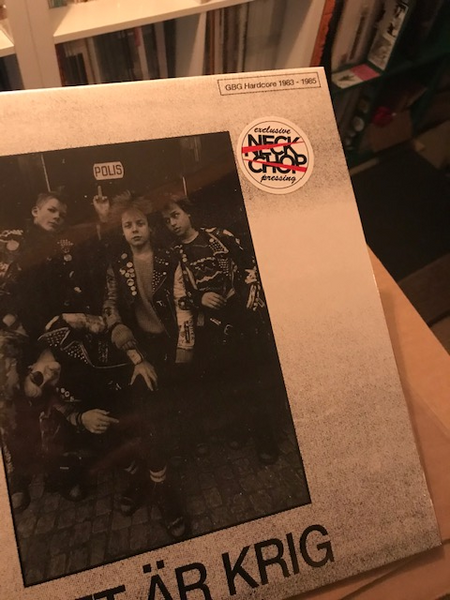 GBG Hardcore 1983 - 1985
exclusive
NECK
CHOP
pressing
POLIS
ÄR KRIG